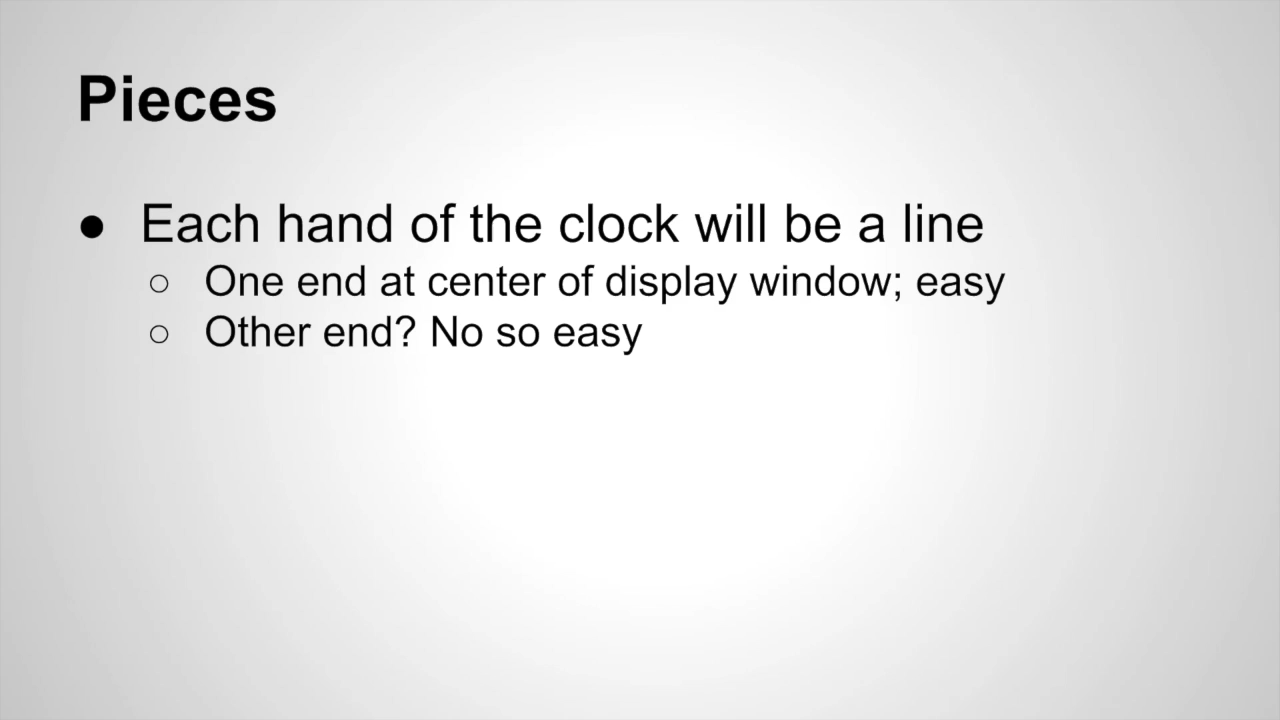 Pieces
● Each hand of the clock will be a line
○ One end at center of display window; easy
○ Other end? No so easy